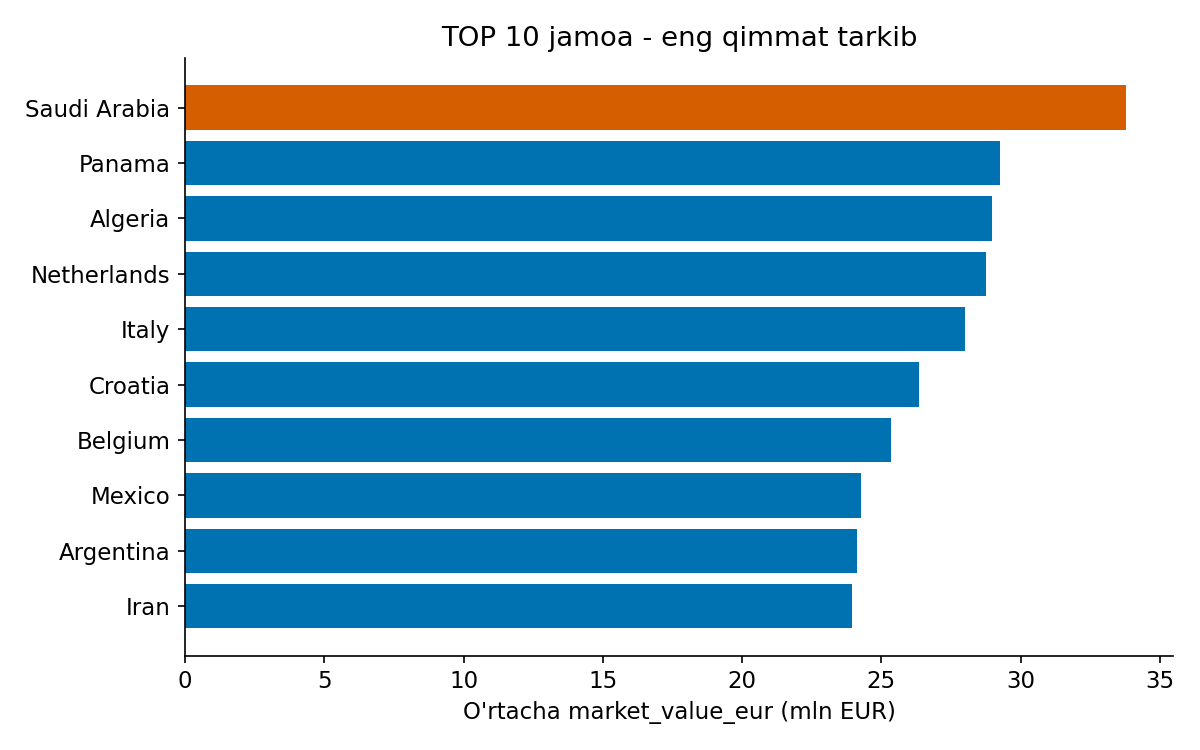 TOP 10 jamoa - eng qimmat tarkib
Saudi Arabia
Panama
Algeria
Netherlands
Italy
Croatia
Belgium
Mexico
Argentina
Iran
0 5 10 15 20 25 30 35
O'rtacha market_value_eur (mln EUR)